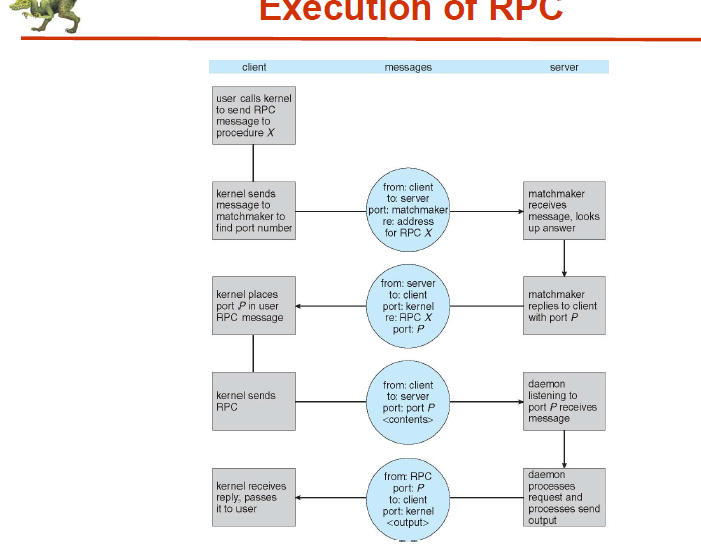 Execution of RPC
client
messages
server
user calls kernel
to send RPC
message to
procedure X
kernel sends
message to
matchmaker to
find port number
from: client
to: server
port: matchmaker
re: address
for RPC X
matchmaker
receives
message, looks
up answer
kernel places
port P in user
RPC message
from: server
to: client
port: kernel
re: RPC X
port: P
matchmaker
replies to client
with port P
kernel sends
RPC
from: client
to: server
port: port P
<contents>
daemon
listening to
port P receives
message
kernel receives
reply, passes
it to user
from: RPC
port: P
to: client
port: kernel
<output>
daemon
processes
request and
processes send
output